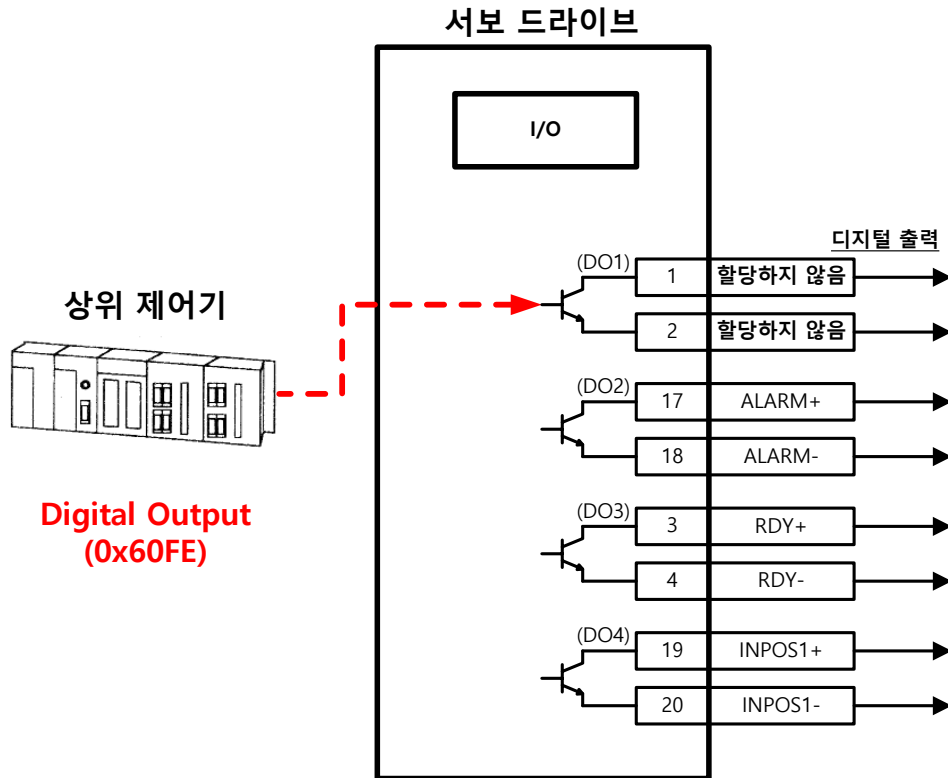 서보 드라이브
I/O
디지털 출력
(DO1)
1
할당하지 않음
2
할당하지 않음
상위 제어기
(DO2)
17
ALARM+
18
ALARM-
Digital Output
(0x60FE)
(DO3)
3
RDY+
4
RDY-
(DO4)
19
INPOS1+
20
INPOS1-